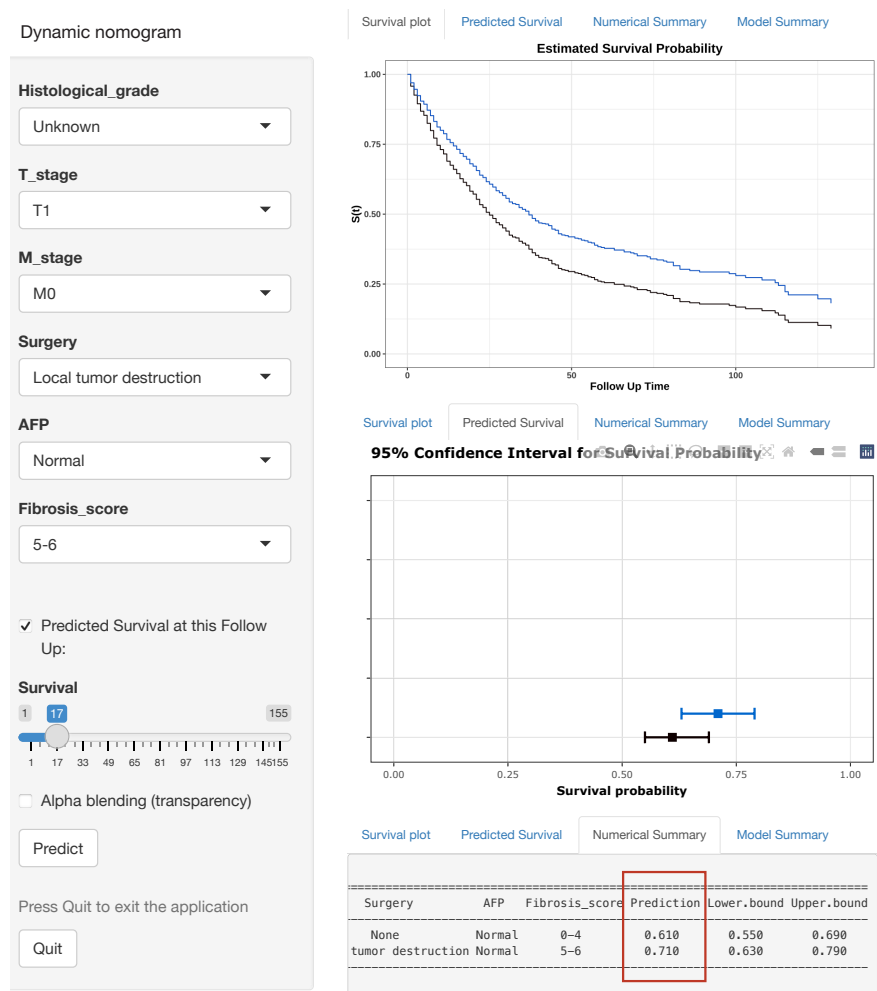 Dynamic nomogram
Histological_grade
Unknown
T_stage
T1
M_stage
M0
Surgery
Local tumor destruction
AFP
Normal
Fibrosis_score
5-6
Predicted Survival at this Follow
Up:
Survival
1 17 155
1 17 33 49 65 81 97 113 129 145155
Alpha blending (transparency)
Predict
Press Quit to exit the application
Quit
Survival plot Predicted Survival Numerical Summary Model Summary
Estimated Survival Probability
1.00
0.75
0.50
0.25
0.00
S(t)
0 50 100
Follow Up Time
Survival plot Predicted Survival Numerical Summary Model Summary
95% Confidence Interval for Survival Probability
0.00 0.25 0.50 0.75 1.00
Survival probability
Survival plot Predicted Survival Numerical Summary Model Summary
Surgery AFP Fibrosis_score Prediction Lower.bound Upper.bound
None Normal 0-4 0.610 0.550 0.690
tumor destruction Normal 5-6 0.710 0.630 0.790